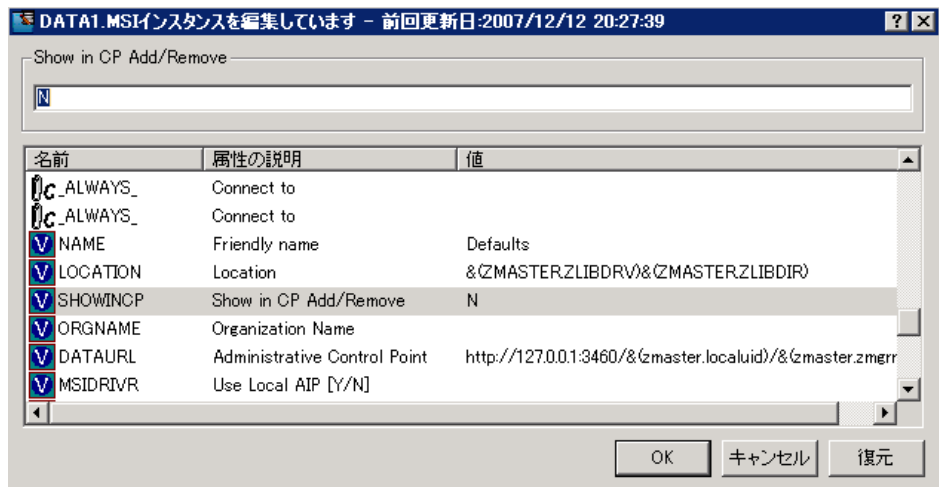 DATA1.MSIインスタンスを編集しています - 前回更新日:2007/12/12 20:27:39
Show in CP Add/Remove
N
名前 属性の説明 値
_ALWAYS_ Connect to
_ALWAYS_ Connect to
V NAME Friendly name Defaults
V LOCATION Location &(ZMASTER.ZLIBDRV)&(ZMASTER.ZLIBDIR)
V SHOWINCP Show in CP Add/Remove N
V ORGNAME Organization Name
V DATAURL Administrative Control Point http://127.0.0.1:3460/&(zmaster.localuid)/&(zmaster.zmgrr
V MSIDRIVR Use Local AIP [Y/N]
OK キャンセル 復元